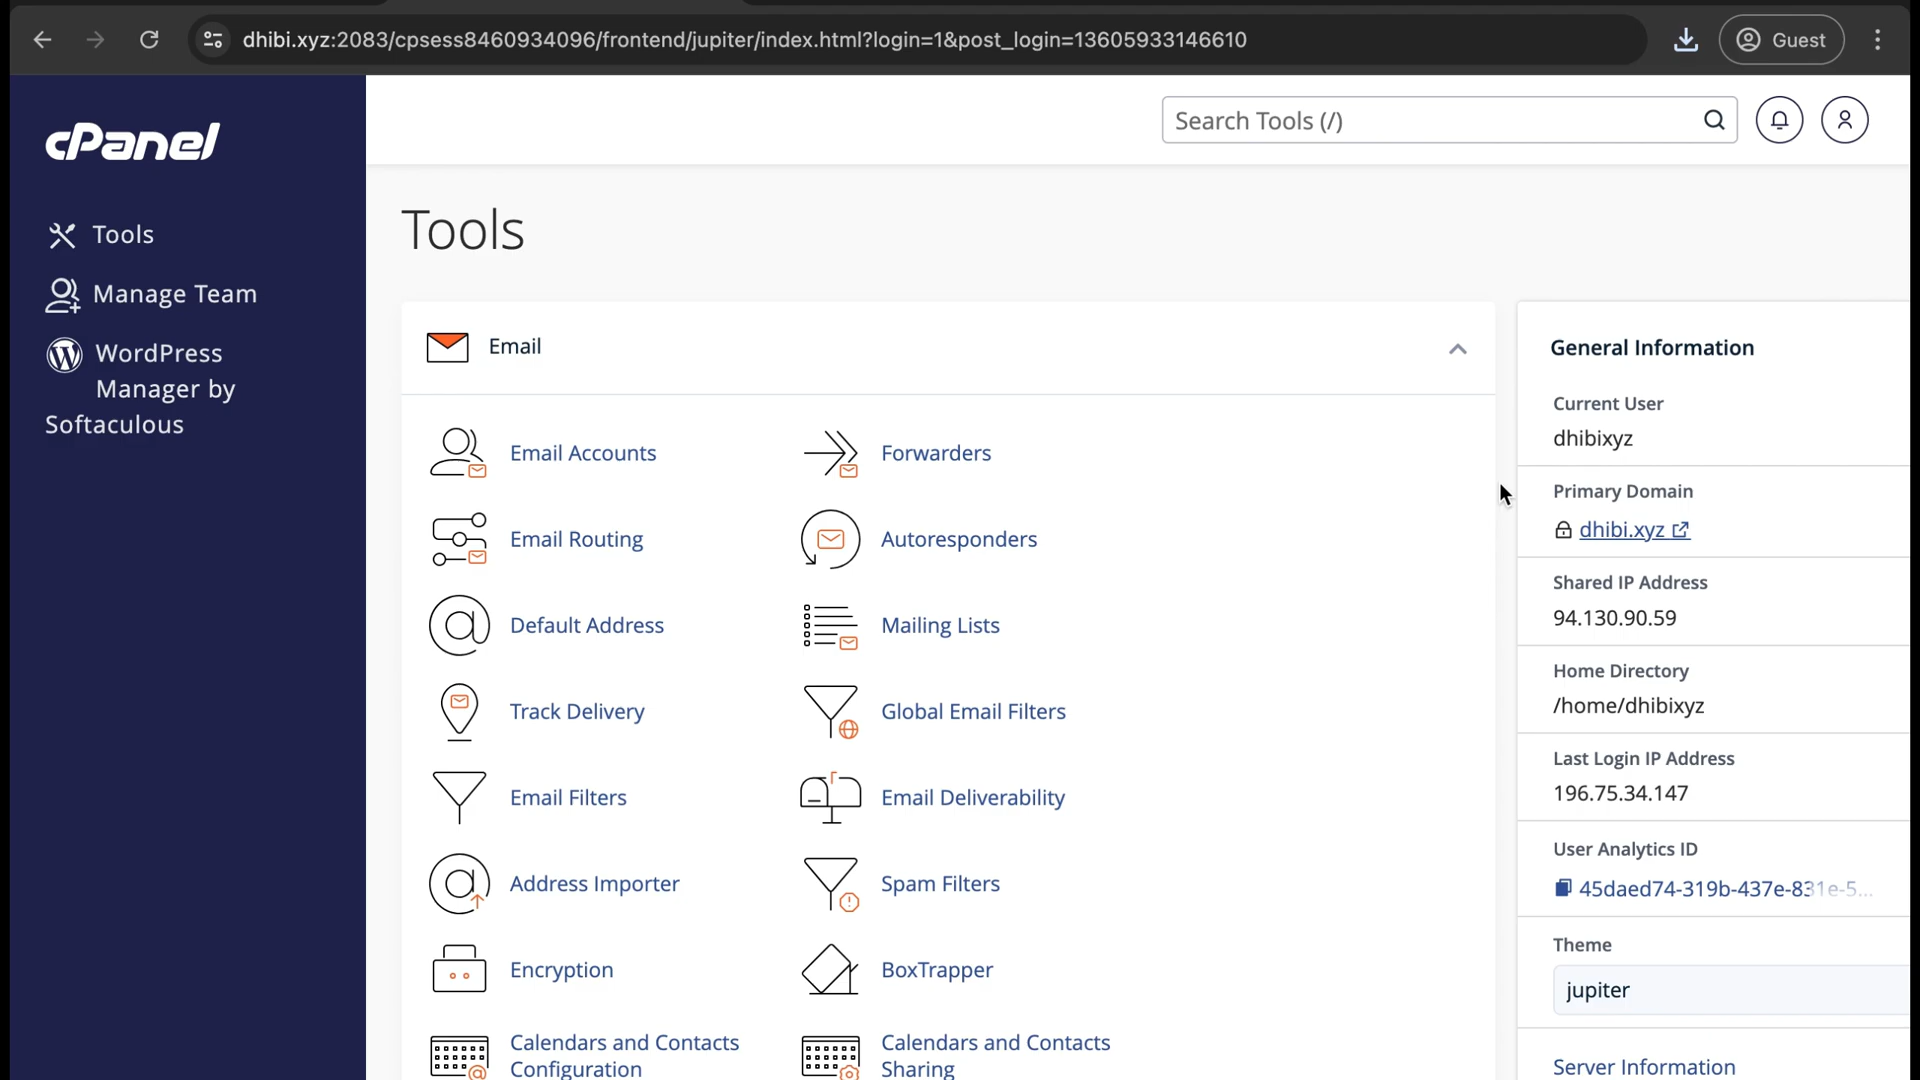 dhibi.xyz:2083/cpsess8460934096/frontend/jupiter/index.html?login=1&post_login=13605933146610
Guest
cPanel
Search Tools (/)
Tools
Manage Team
WordPress
Manager by
Softaculous
Tools
Email
Email Accounts
Forwarders
Email Routing
Autoresponders
Default Address
Mailing Lists
Track Delivery
Global Email Filters
Email Filters
Email Deliverability
Address Importer
Spam Filters
Encryption
BoxTrapper
Calendars and Contacts
Configuration
Calendars and Contacts
Sharing
General Information
Current User
dhibixyz
Primary Domain
dhibi.xyz
Shared IP Address
94.130.90.59
Home Directory
/home/dhibixyz
Last Login IP Address
196.75.34.147
User Analytics ID
45daed74-319b-437e-831e-5...
Theme
jupiter
Server Information